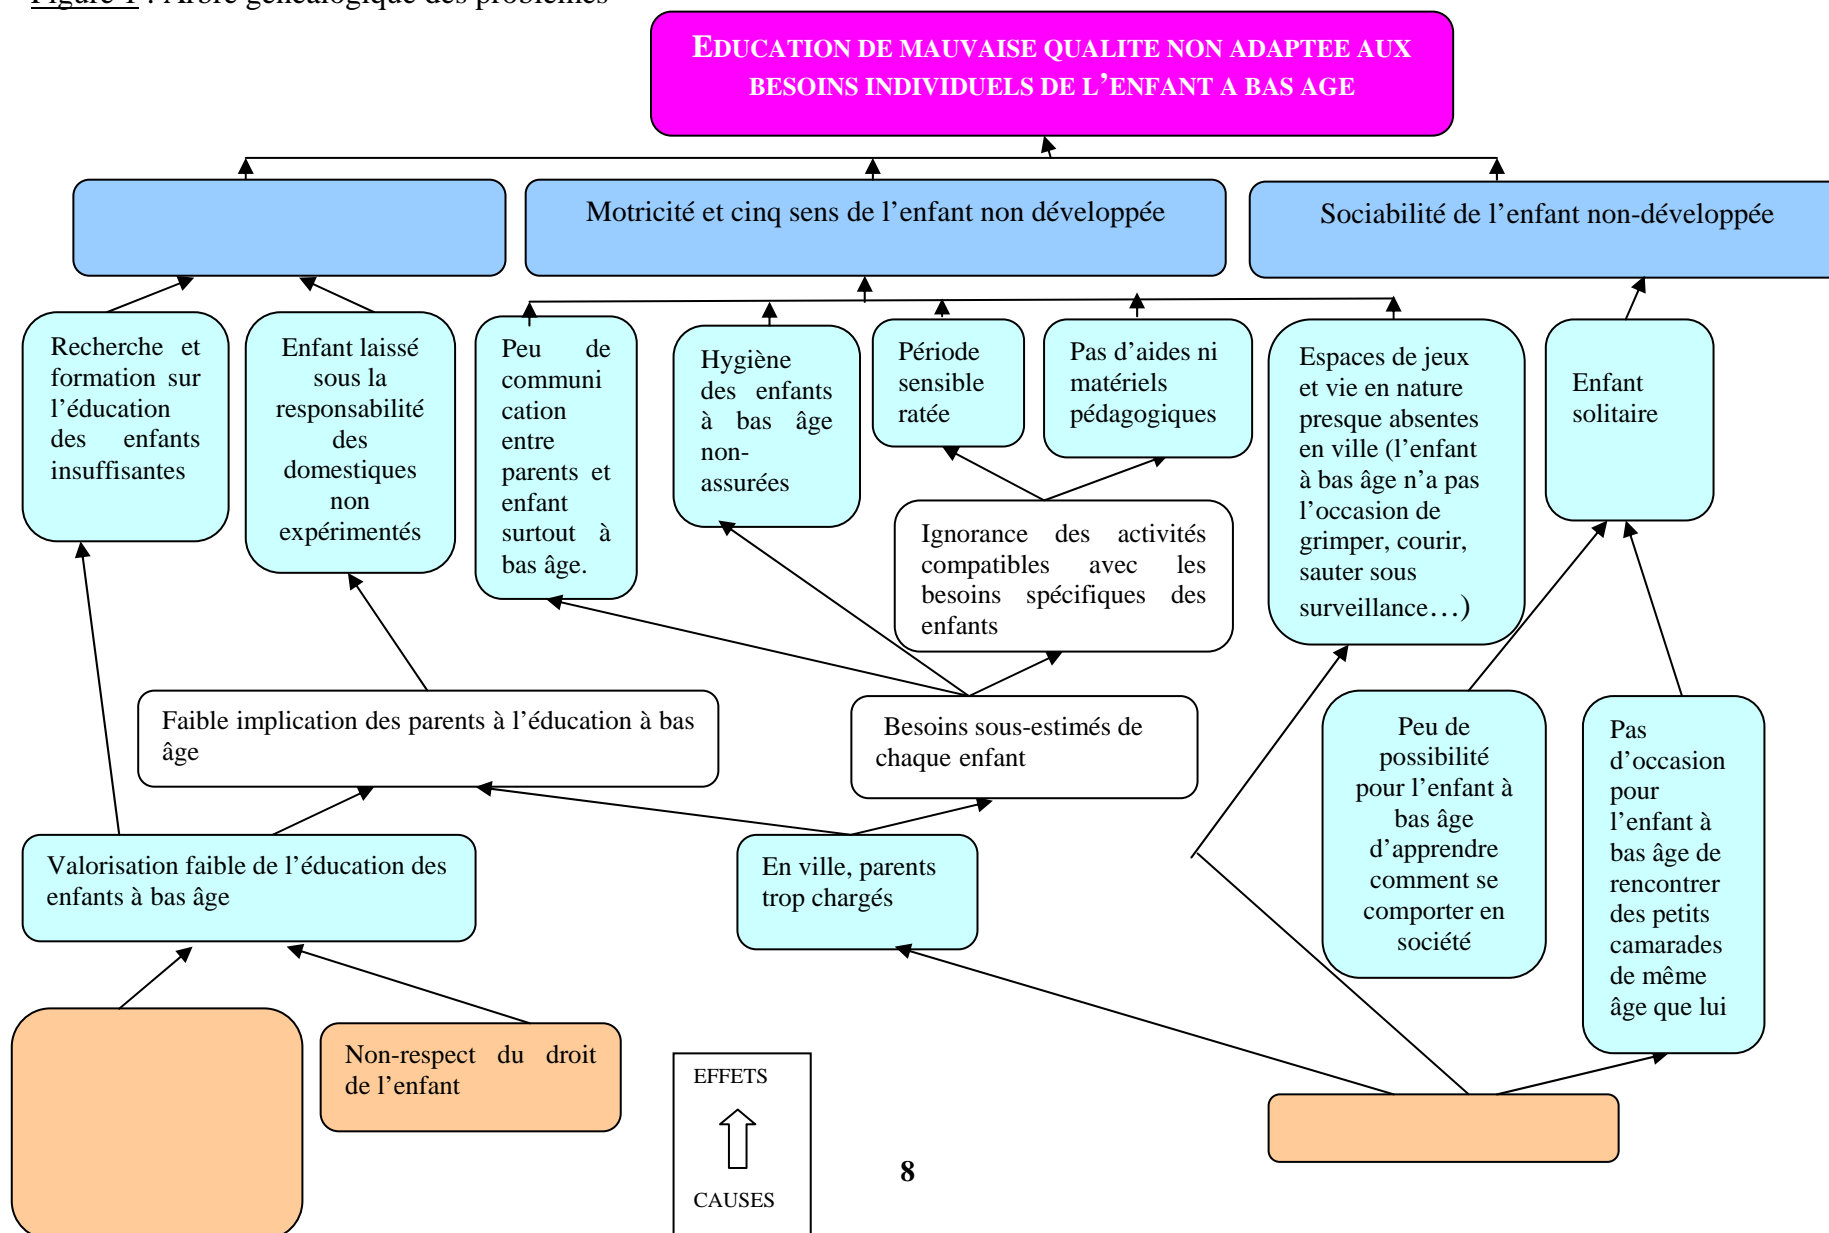 Figure 1 : Arbre généalogique des problèmes
EDUCATION DE MAUVAISE QUALITE NON ADAPTEE AUX
BESOINS INDIVIDUELS DE L’ENFANT A BAS AGE
Motricité et cinq sens de l’enfant non développée
Sociabilité de l’enfant non-développée
Recherche et
formation sur
l’éducation
des enfants
insuffisantes
Enfant laissé
sous la
responsabilité
des
domestiques
non
expérimentés
Peu de
communi
cation
entre
parents et
enfant
surtout à
bas âge.
Hygiène
des enfants
à bas âge
non-
assurées
Période
sensible
ratée
Pas d’aides ni
matériels
pédagogiques
Espaces de jeux
et vie en nature
presque absentes
en ville (l’enfant
à bas âge n’a pas
l’occasion de
grimper, courir,
sauter sous
surveillance…)
Enfant
solitaire
Ignorance des activités
compatibles avec les
besoins spécifiques des
enfants
Faible implication des parents à l’éducation à bas
âge
Besoins sous-estimés de
chaque enfant
Peu de
possibilité
pour l’enfant à
bas âge
d’apprendre
comment se
comporter en
société
Pas
d’occasion
pour
l’enfant à
bas âge de
rencontrer
des petits
camarades
de même
âge que lui
Valorisation faible de l’éducation des
enfants à bas âge
En ville, parents
trop chargés
Non-respect du droit
de l’enfant
EFFETS
CAUSES
8